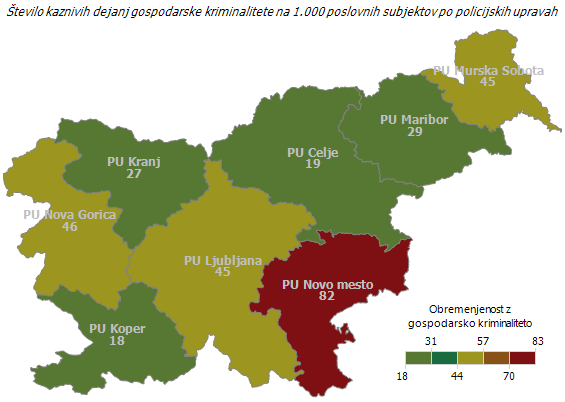 Število kaznivih dejanj gospodarske kriminalitete na 1.000 poslovnih subjektov po policijskih upravah
PU Murska Sobota
45
PU Maribor
29
PU Celje
19
PU Kranj
27
PU Nova Gorica
46
PU Ljubljana
45
PU Novo mesto
82
PU Koper
18
Obremenjenost z
gospodarsko kriminaliteto
31 57 83
18 44 70